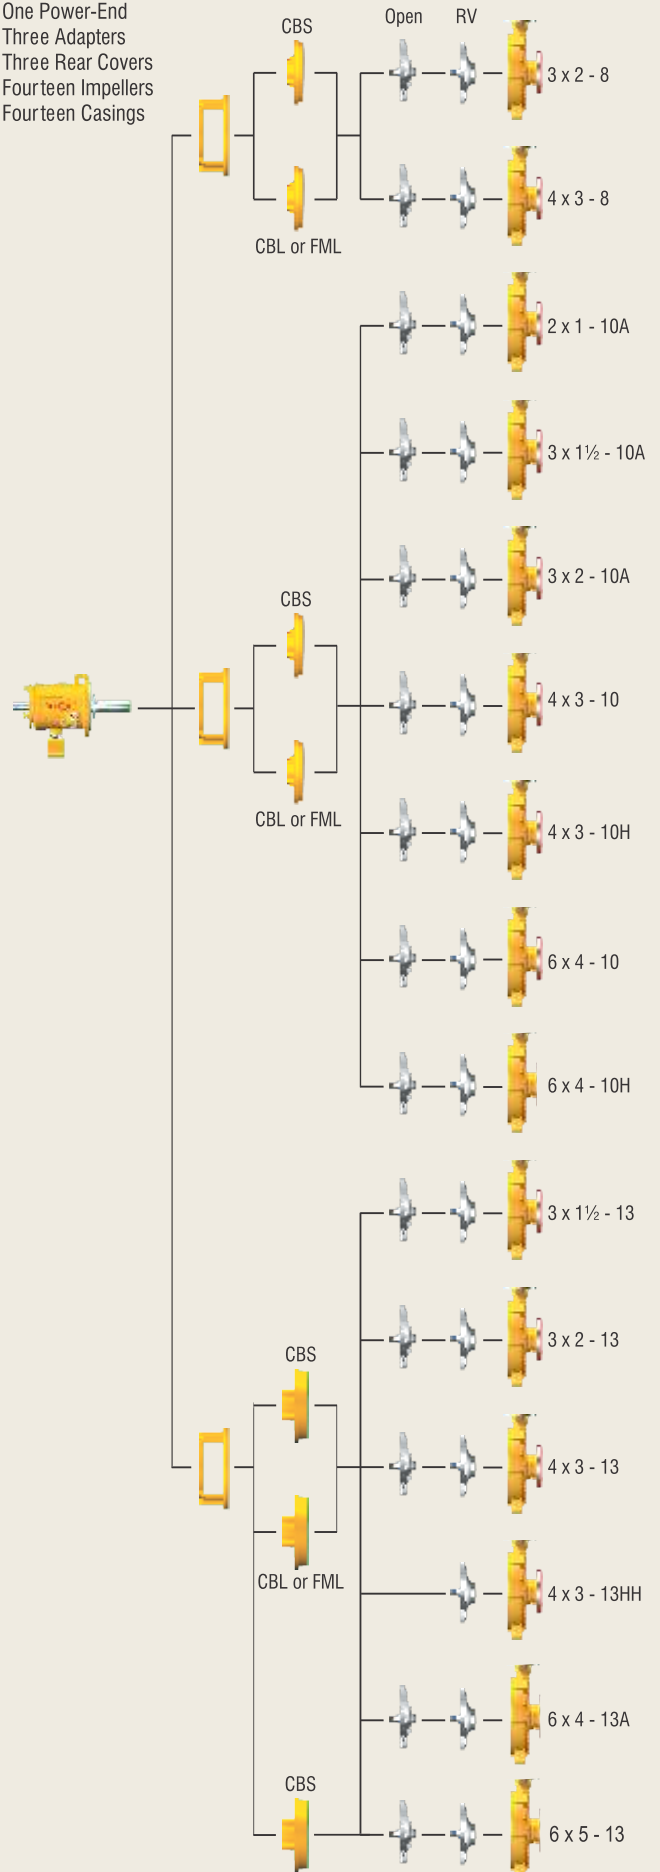 One Power-End
Three Adapters
Three Rear Covers
Fourteen Impellers
Fourteen Casings
CBS
Open
RV
3 x 2 - 8
4 x 3 - 8
CBL or FML
2 x 1 - 10A
3 x 1½ - 10A
3 x 2 - 10A
CBS
4 x 3 - 10
CBL or FML
4 x 3 - 10H
6 x 4 - 10
6 x 4 - 10H
3 x 1½ - 13
3 x 2 - 13
CBS
4 x 3 - 13
CBL or FML
4 x 3 - 13HH
6 x 4 - 13A
CBS
6 x 5 - 13